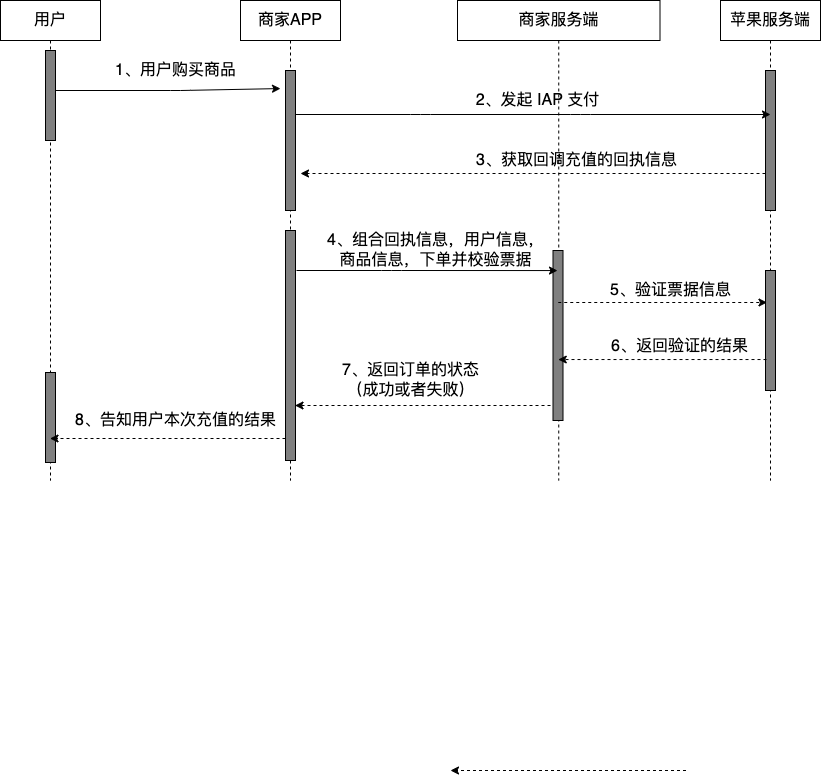 用户
商家APP
商家服务端
苹果服务端
1、用户购买商品
2、发起 IAP 支付
3、获取回调充值的回执信息
4、组合回执信息，用户信息，
商品信息，下单并校验票据
5、验证票据信息
6、返回验证的结果
7、返回订单的状态
（成功或者失败）
8、告知用户本次充值的结果